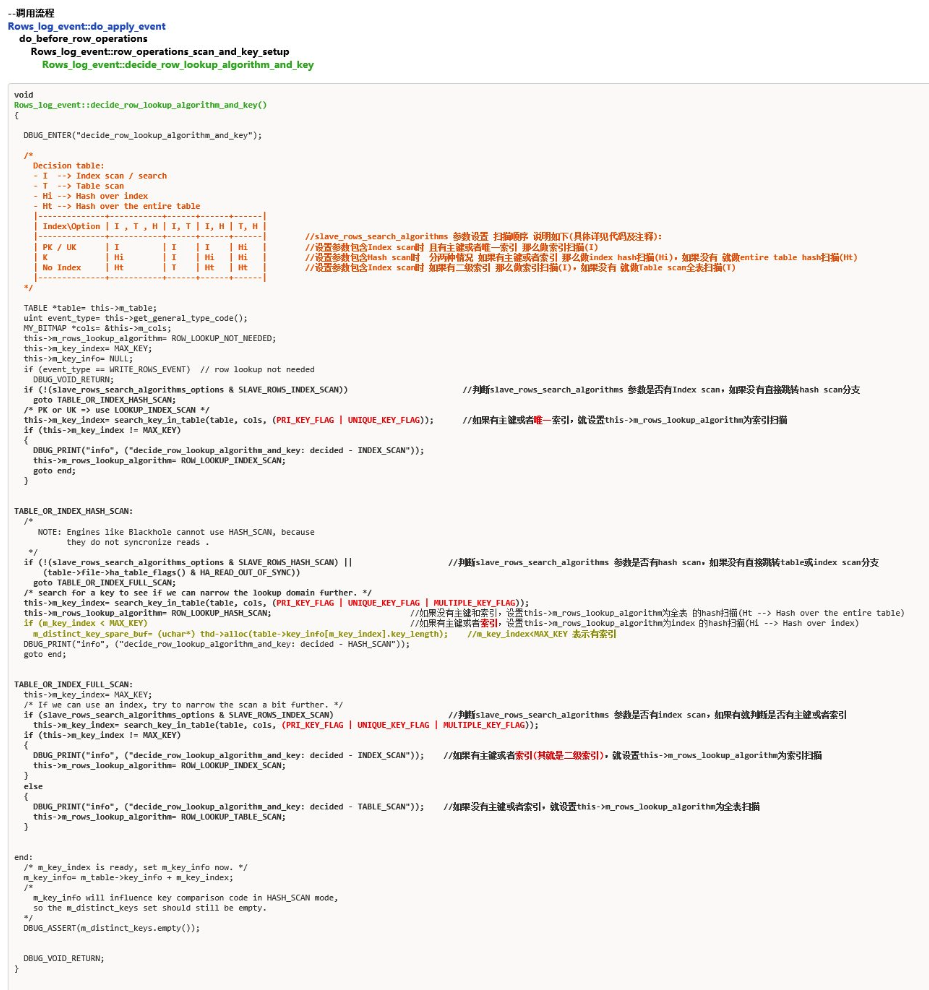 --调用流程
Rows_log_event::do_apply_event
do_before_row_operations
Rows_log_event::row_operations_scan_and_key_setup
Rows_log_event::decide_row_lookup_algorithm_and_key
void
Rows_log_event::decide_row_lookup_algorithm_and_key()
{
DBUG_ENTER("decide_row_lookup_algorithm_and_key");
/*
Decision table:
- I  --> Index scan / search
- T  --> Table scan
- Hi --> Hash over index
- Ht --> Hash over the entire table
|--------------+-----------+------+------+------|
| Index\Option | I , T , H | I, T | I, H | T, H |    //slave_rows_search_algorithms 参数设置 扫描顺序 说明如下(具体详见代码及注释):
|--------------+-----------+------+------+------|
| PK / UK      | I         | I    | I    | Hi   |    //设置参数包含Index scan时 且有主键或者唯一索引 那么做索引扫描(I)
| K            | Hi        | I    | Hi   | Hi   |    //设置参数包含Hash scan时 分两种情况 如果有主键或者索引 那么做index hash扫描(Hi), 如果没有 就做entire table hash扫描(Ht)
| No Index     | Ht        | T    | Ht   | Ht   |    //设置参数包含Index scan时 如果有二级索引 那么做索引扫描(I), 如果没有 就做Table scan全表扫描(T)
|--------------+-----------+------+------+------|
*/
TABLE *table= this->m_table;
uint event_type= this->get_general_type_code();
MY_BITMAP *cols= &this->m_cols;
this->m_rows_lookup_algorithm= ROW_LOOKUP_NOT_NEEDED;
this->m_key_index= MAX_KEY;
this->m_key_info= NULL;
if (event_type == WRITE_ROWS_EVENT)  // row lookup not needed
DBUG_VOID_RETURN;
if (!(slave_rows_search_algorithms_options & SLAVE_ROWS_INDEX_SCAN))    //判断slave_rows_search_algorithms 参数是否有Index scan, 如果没有直接跳转hash scan分支
goto TABLE_OR_INDEX_HASH_SCAN;
/* PK or UK => use LOOKUP_INDEX_SCAN */
this->m_key_index= search_key_in_table(table, cols, (PRI_KEY_FLAG | UNIQUE_KEY_FLAG));    //如果有主键或者唯一索引, 就设置this->m_rows_lookup_algorithm为索引扫描
if (this->m_key_index != MAX_KEY)
{
DBUG_PRINT("info", ("decide_row_lookup_algorithm_and_key: decided - INDEX_SCAN"));
this->m_rows_lookup_algorithm= ROW_LOOKUP_INDEX_SCAN;
goto end;
}
TABLE_OR_INDEX_HASH_SCAN:
/*
NOTE: Engines like Blackhole cannot use HASH_SCAN, because
they do not syncronize reads .
*/
if (!(slave_rows_search_algorithms_options & SLAVE_ROWS_HASH_SCAN) ||    //判断slave_rows_search_algorithms 参数是否有hash scan, 如果没有直接跳转table或index scan分支
(table->file->ha_table_flags() & HA_READ_OUT_OF_SYNC))
goto TABLE_OR_INDEX_FULL_SCAN;
/* search for a key to see if we can narrow the lookup domain further. */
this->m_key_index= search_key_in_table(table, cols, (PRI_KEY_FLAG | UNIQUE_KEY_FLAG | MULTIPLE_KEY_FLAG));
this->m_rows_lookup_algorithm= ROW_LOOKUP_HASH_SCAN;    //如果没有主键和索引, 设置this->m_rows_lookup_algorithm为全表 的hash扫描(Ht --> Hash over the entire table)
if (m_key_index < MAX_KEY)    //如果有主键或者索引, 设置this->m_rows_lookup_algorithm为index 的hash扫描(Hi --> Hash over index)
m_distinct_key_spare_buf= (uchar*) thd->alloc(table->key_info[m_key_index].key_length);    //m_key_index<MAX_KEY 表示有索引
DBUG_PRINT("info", ("decide_row_lookup_algorithm_and_key: decided - HASH_SCAN"));
goto end;
TABLE_OR_INDEX_FULL_SCAN:
this->m_key_index= MAX_KEY;
/* If we can use an index, try to narrow the scan a bit further. */
if (slave_rows_search_algorithms_options & SLAVE_ROWS_INDEX_SCAN)    //判断slave_rows_search_algorithms 参数是否有index scan, 如果有就判断是否有主键或者索引
this->m_key_index= search_key_in_table(table, cols, (PRI_KEY_FLAG | UNIQUE_KEY_FLAG | MULTIPLE_KEY_FLAG));
if (this->m_key_index != MAX_KEY)
{
DBUG_PRINT("info", ("decide_row_lookup_algorithm_and_key: decided - INDEX_SCAN"));    //如果有主键或者索引(其就是二级索引), 就设置this->m_rows_lookup_algorithm为索引扫描
this->m_rows_lookup_algorithm= ROW_LOOKUP_INDEX_SCAN;
}
else
{
DBUG_PRINT("info", ("decide_row_lookup_algorithm_and_key: decided - TABLE_SCAN"));    //如果没有主键或者索引, 就设置this->m_rows_lookup_algorithm为全表扫描
this->m_rows_lookup_algorithm= ROW_LOOKUP_TABLE_SCAN;
}
end:
/* m_key_index is ready, set m_key_info now. */
m_key_info= m_table->key_info + m_key_index;
/*
m_key_info will influence key comparison code in HASH_SCAN mode,
so the m_distinct_keys set should still be empty.
*/
DBUG_ASSERT(m_distinct_keys.empty());
DBUG_VOID_RETURN;
}